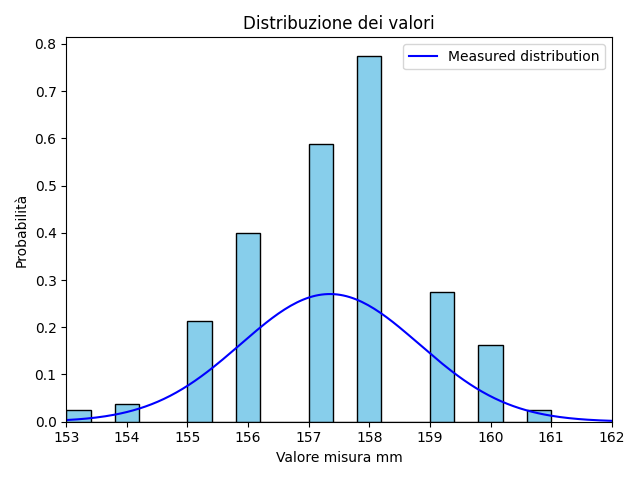 Distribuzione dei valori
Measured distribution
Probabilità
0.8
0.7
0.6
0.5
0.4
0.3
0.2
0.1
0.0
153 154 155 156 157 158 159 160 161 162
Valore misura mm